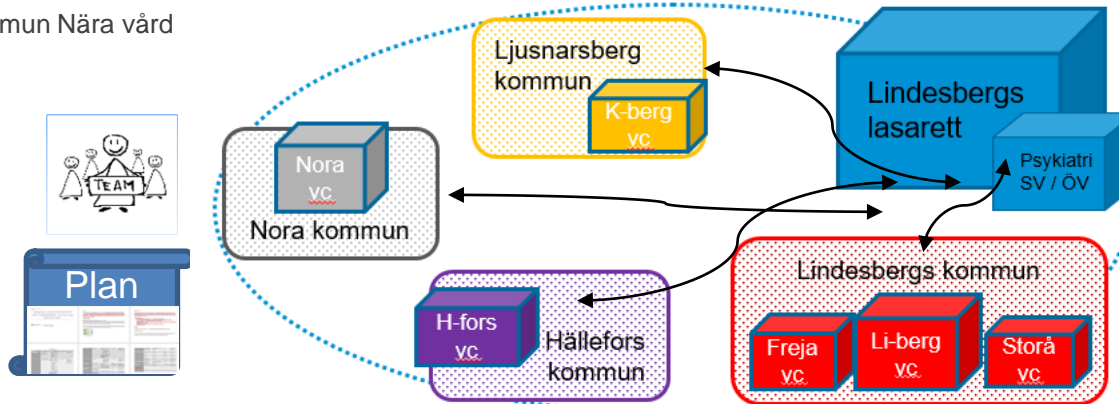 mun Nära vård
Ljusnarsberg
kommun
K-berg
vc
Lindesbergs
lasarett
Psykiatri
SV / ÖV
TEAM
Nora
vc
Nora kommun
Plan
H-fors
vc
Hällefors
kommun
Lindesbergs kommun
Freja
vc
Li-berg
vc
Storå
vc